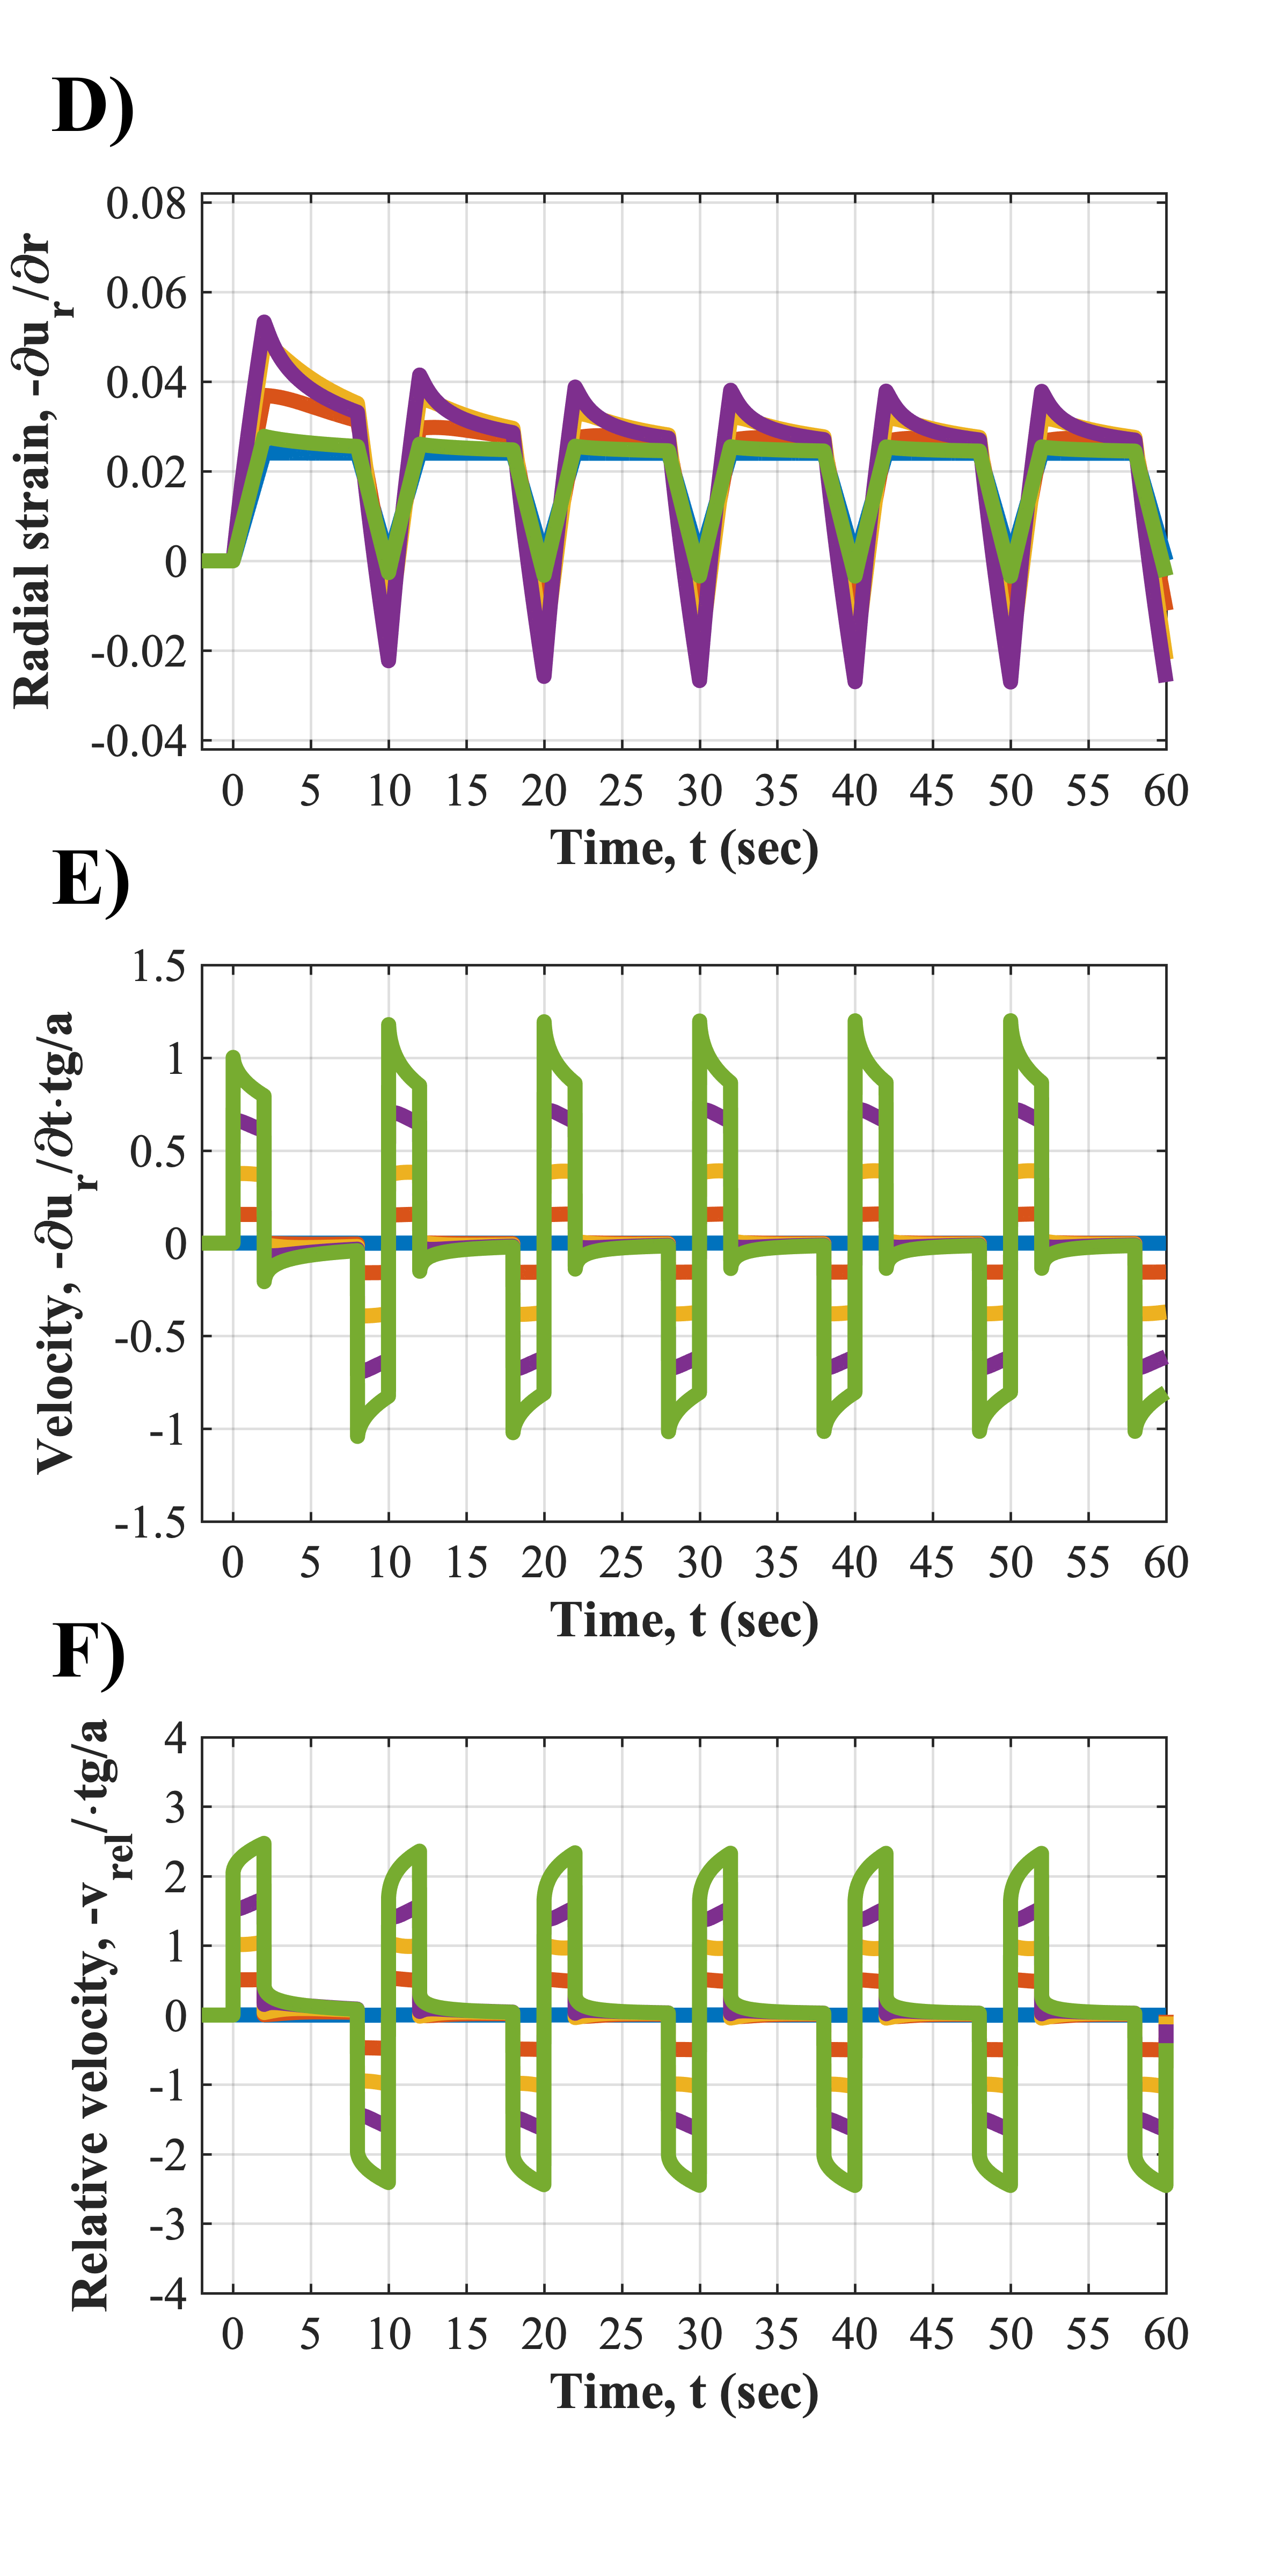 D)
Radial strain, -∂u_r/∂r
0.08
0.06
0.04
0.02
0
-0.02
-0.04
0 5 10 15 20 25 30 35 40 45 50 55 60
Time, t (sec)
E)
Velocity, -∂u_r/∂t·tg/a
1.5
1
0.5
0
-0.5
-1
-1.5
0 5 10 15 20 25 30 35 40 45 50 55 60
Time, t (sec)
F)
Relative velocity, -v_rel/·tg/a
4
3
2
1
0
-1
-2
-3
-4
0 5 10 15 20 25 30 35 40 45 50 55 60
Time, t (sec)